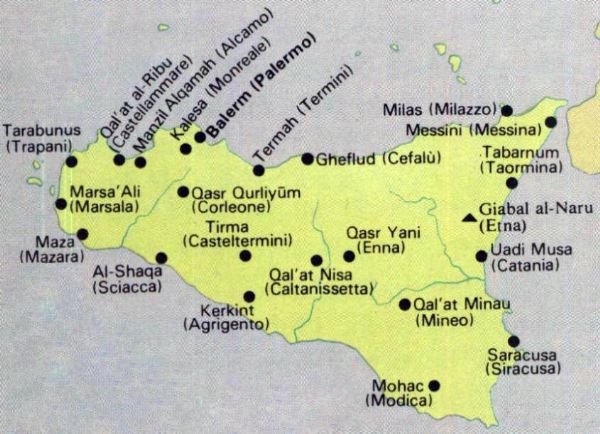 Qal'at al-Ribu
(Castellammare)
Manzil Alqamah (Alcamo)
Kalesa (Monreale)
Balerm (Palermo)
Termah (Termini)
Milas (Milazzo)
Messini (Messina)
Tarabunus
(Trapani)
Gheflud (Cefalù)
Tabarnum
(Taormina)
Marsa'Ali
(Marsala)
Qasr Qurliyūm
(Corleone)
Giabal al-Naru
(Etna)
Maza
(Mazara)
Tirma
(Casteltermini)
Qasr Yani
(Enna)
Uadi Musa
(Catania)
Al-Shaqa
(Sciacca)
Qal'at Nisa
(Caltanissetta)
Kerkint
(Agrigento)
Qal'at Minau
(Mineo)
Saracusa
(Siracusa)
Mohac
(Modica)